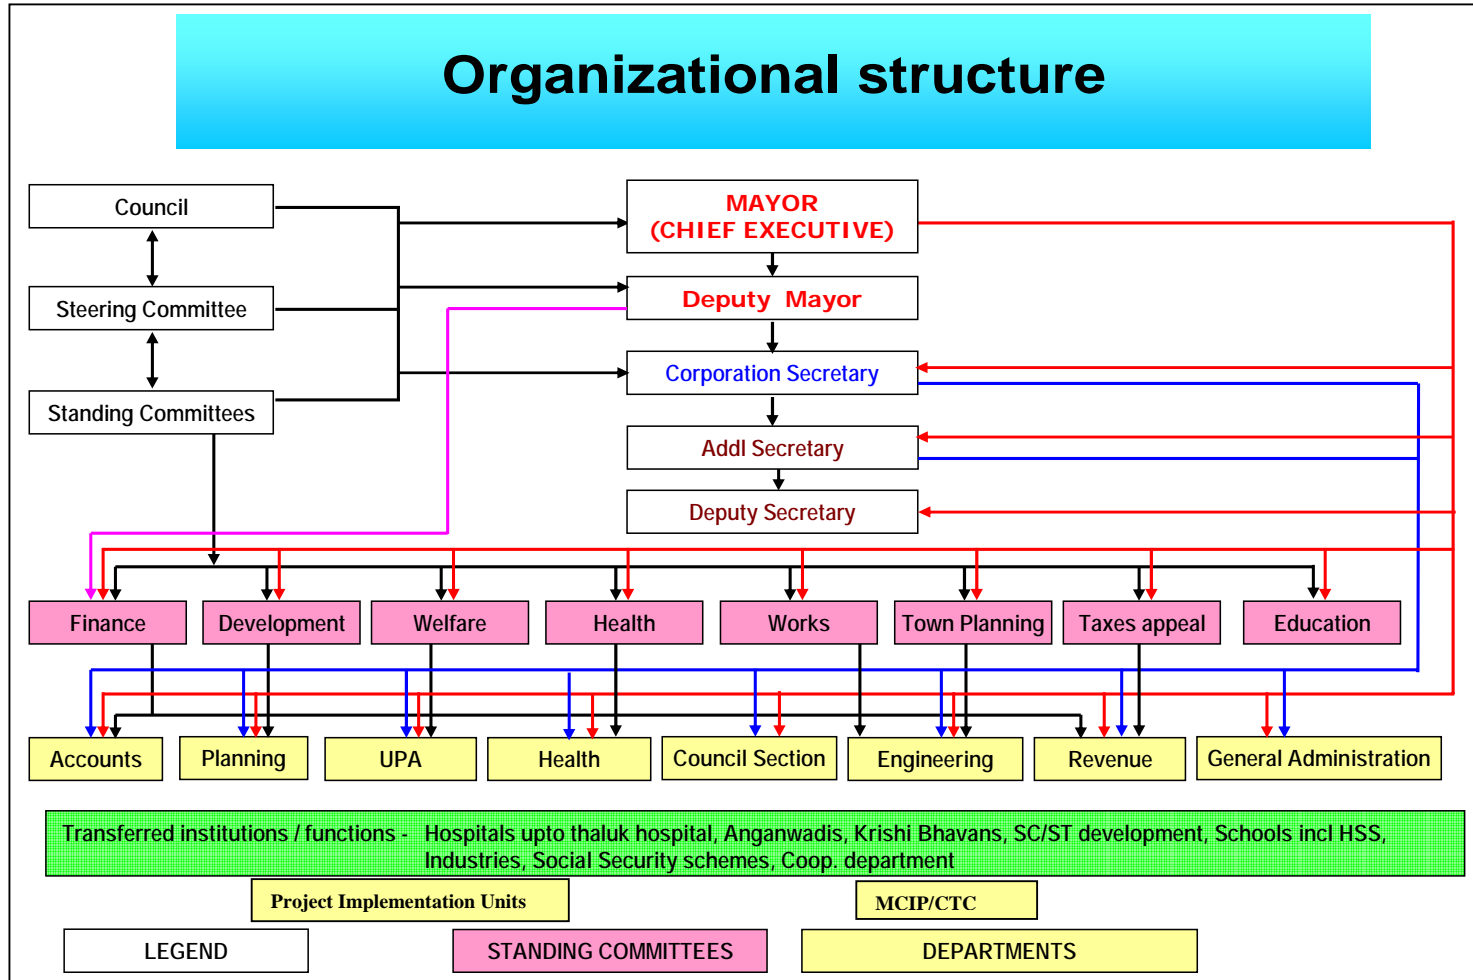 Organizational structure
Council
Steering Committee
Standing Committees
MAYOR
(CHIEF EXECUTIVE)
Deputy Mayor
Corporation Secretary
Addl Secretary
Deputy Secretary
Finance
Development
Welfare
Health
Works
Town Planning
Taxes appeal
Education
Accounts
Planning
UPA
Health
Council Section
Engineering
Revenue
General Administration
Transferred institutions / functions - Hospitals upto thaluk hospital, Anganwadis, Krishi Bhavans, SC/ST development, Schools incl HSS,
Industries, Social Security schemes, Coop. department
Project Implementation Units
MCIP/CTC
LEGEND
STANDING COMMITTEES
DEPARTMENTS